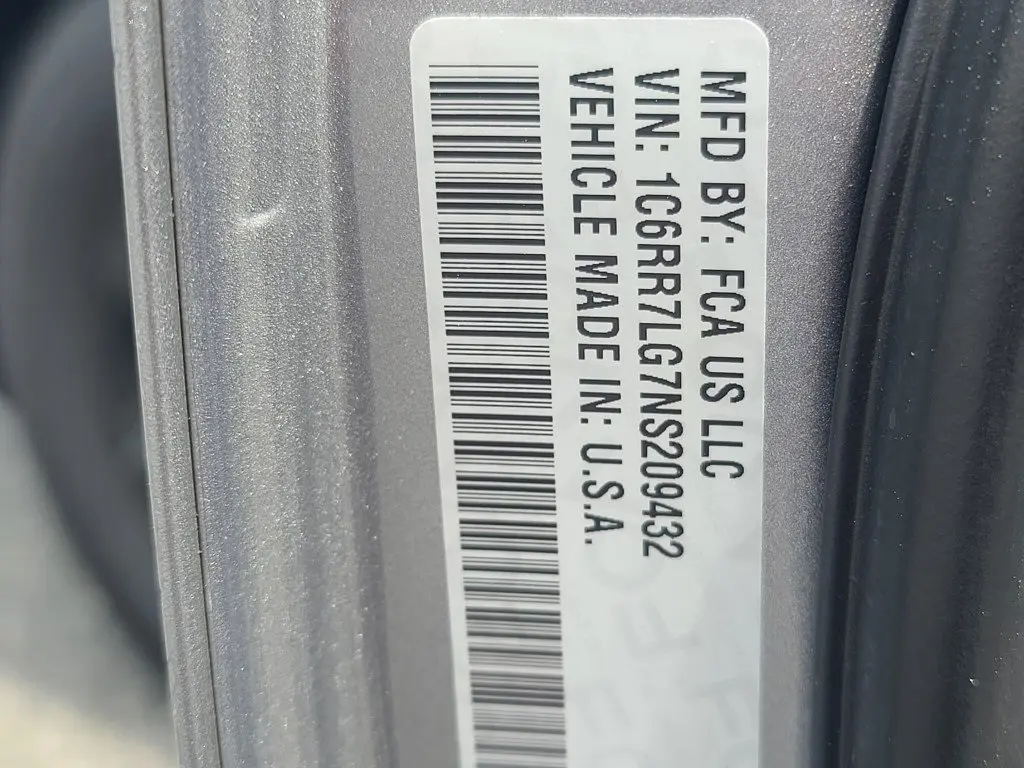 MFD BY: FCA US LLC
VIN: 1C6RR7LG7NS209432
VEHICLE MADE IN: U.S.A.